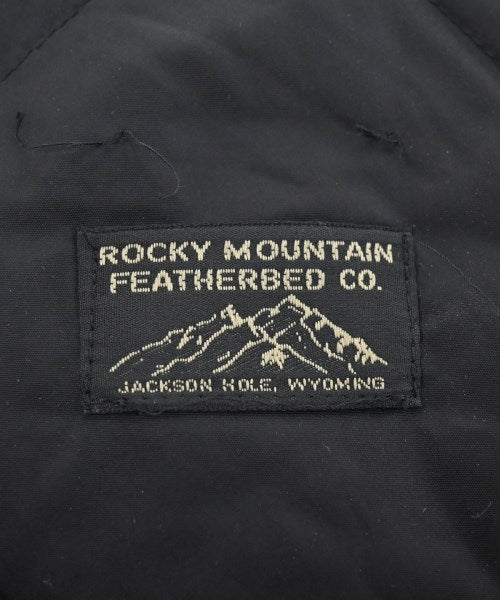 ROCKY MOUNTAIN
FEATHERBED CO.
JACKSON HOLE, WYOMING